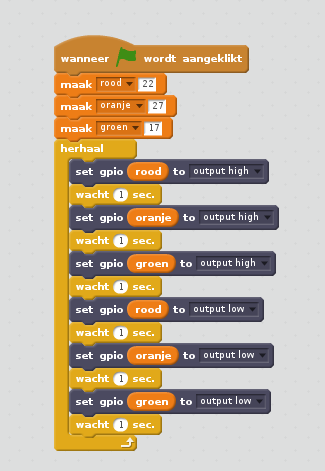 wanneer wordt aangeklikt
maak rood 22
maak oranje 27
maak groen 17
herhaal
set gpio rood to output high
wacht 1 sec.
set gpio oranje to output high
wacht 1 sec.
set gpio groen to output high
wacht 1 sec.
set gpio rood to output low
wacht 1 sec.
set gpio oranje to output low
wacht 1 sec.
set gpio groen to output low
wacht 1 sec.